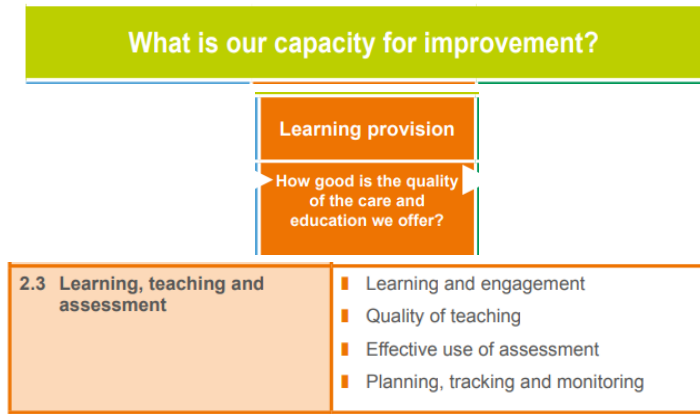 What is our capacity for improvement?
Learning provision
How good is the quality
of the care and
education we offer?
2.3 Learning, teaching and
assessment
Learning and engagement
Quality of teaching
Effective use of assessment
Planning, tracking and monitoring